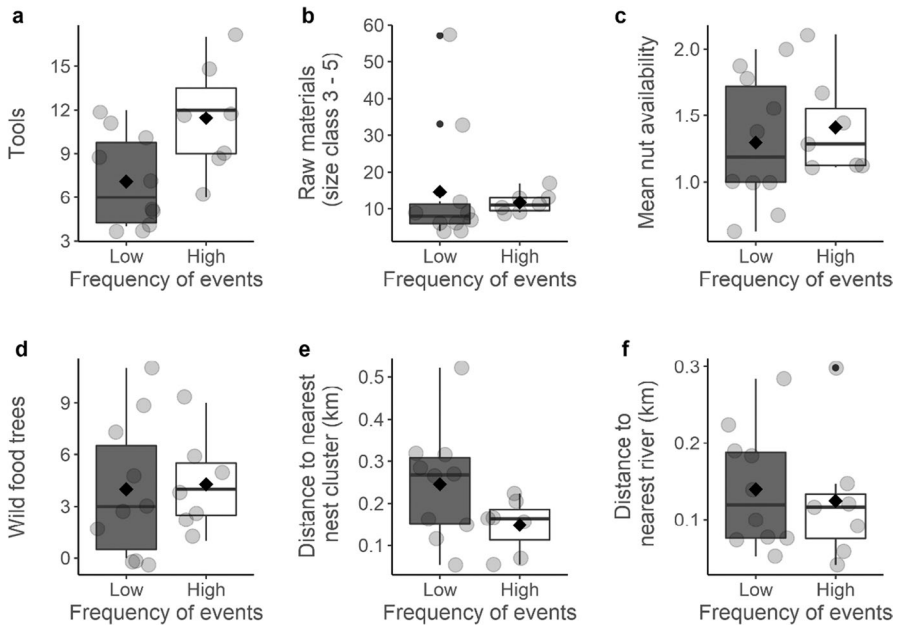 a
Tools
15
12
9
6
3
Low
High
Frequency of events
b
Raw materials
(size class 3 - 5)
60
50
40
30
20
10
Low
High
Frequency of events
c
Mean nut availability
2.0
1.5
1.0
Low
High
Frequency of events
d
Wild food trees
9
6
3
0
Low
High
Frequency of events
e
Distance to nearest
nest cluster (km)
0.5
0.4
0.3
0.2
0.1
Low
High
Frequency of events
f
Distance to
nearest river (km)
0.3
0.2
0.1
Low
High
Frequency of events